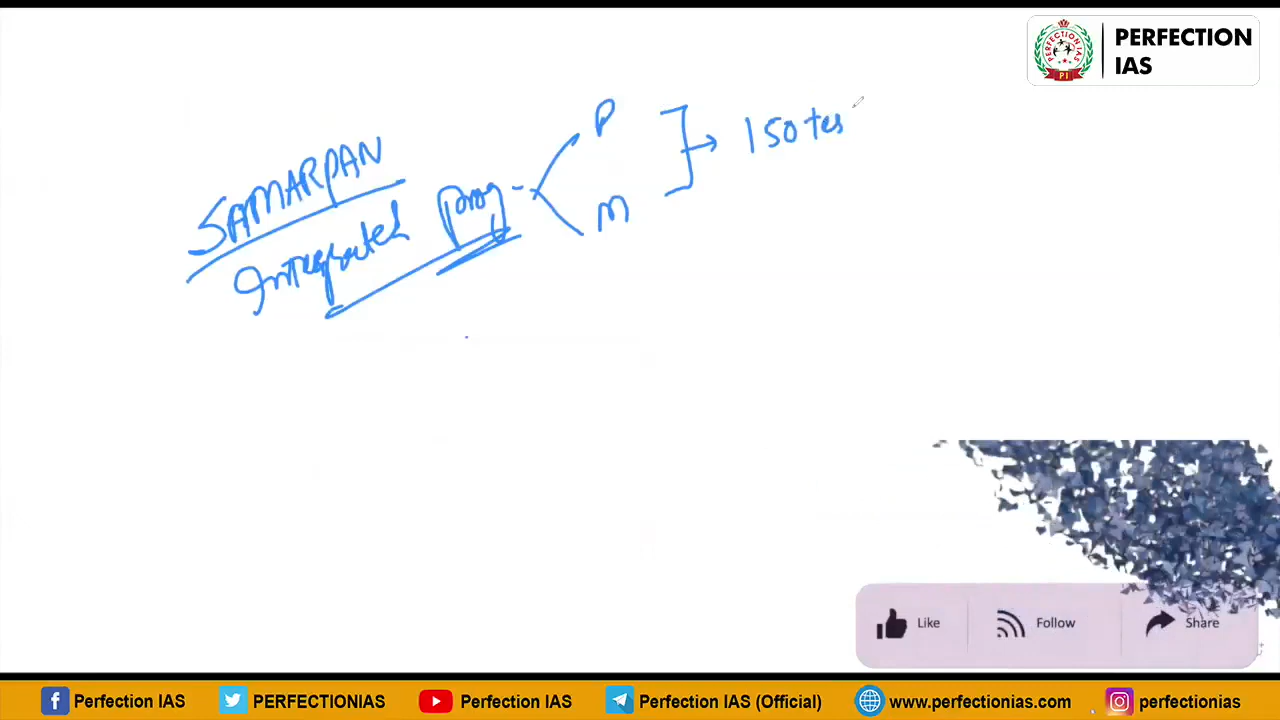 PERFECTION
IAS
SAMARPAN
Integrated prog -
P
M
150 tes
Like
Follow
Share
Perfection IAS
PERFECTIONIAS
Perfection IAS
Perfection IAS (Official)
www.perfectionias.com
perfectionias